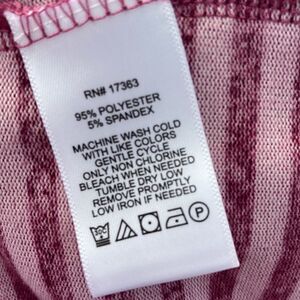 RN# 17363
95% POLYESTER
5% SPANDEX
MACHINE WASH COLD
WITH LIKE COLORS
GENTLE CYCLE
ONLY NON CHLORINE
BLEACH WHEN NEEDED
TUMBLE DRY LOW
REMOVE PROMPTLY
LOW IRON IF NEEDED
P